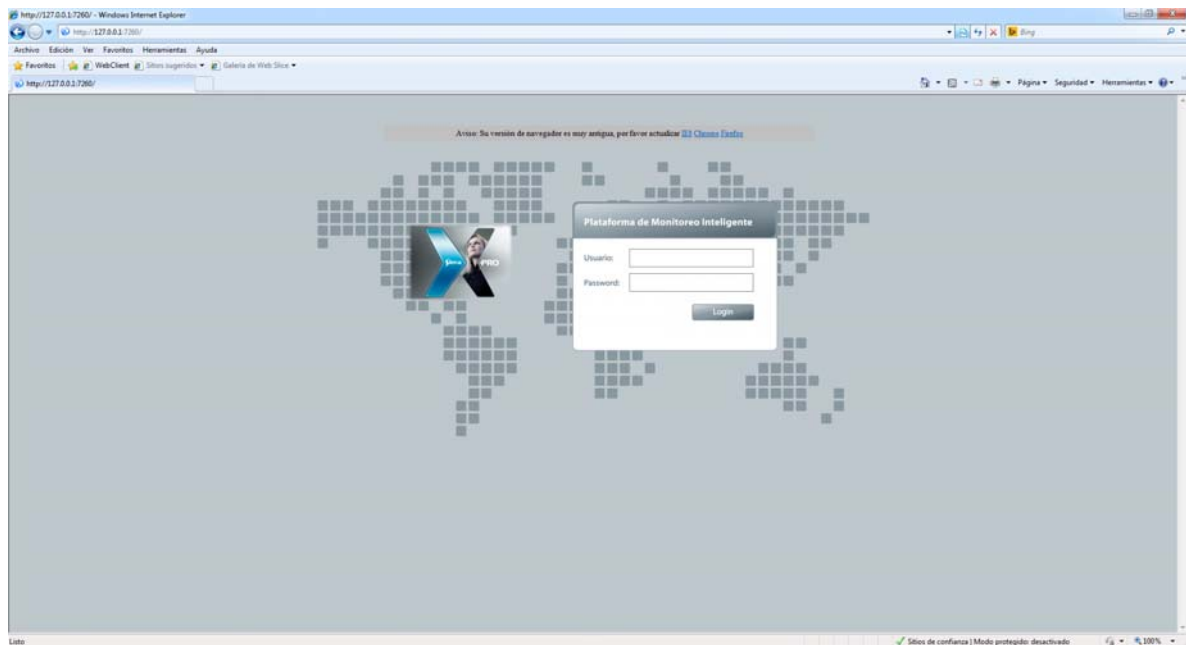 http://127.0.0.1:7260/ - Windows Internet Explorer
http://127.0.0.1:7260/
Bing
Archivo Edición Ver Favoritos Herramientas Ayuda
Favoritos WebClient Sitios sugeridos Galería de Web Slice
http://127.0.0.1:7260/
Página Seguridad Herramientas
Aviso: Su versión de navegador es muy antigua, por favor actualizar IE8 Chrome Firefox
Plataforma de Monitoreo Inteligente
Usuario:
Password:
Login
X-PRO
Listo
Sitios de confianza | Modo protegido: desactivado
100%